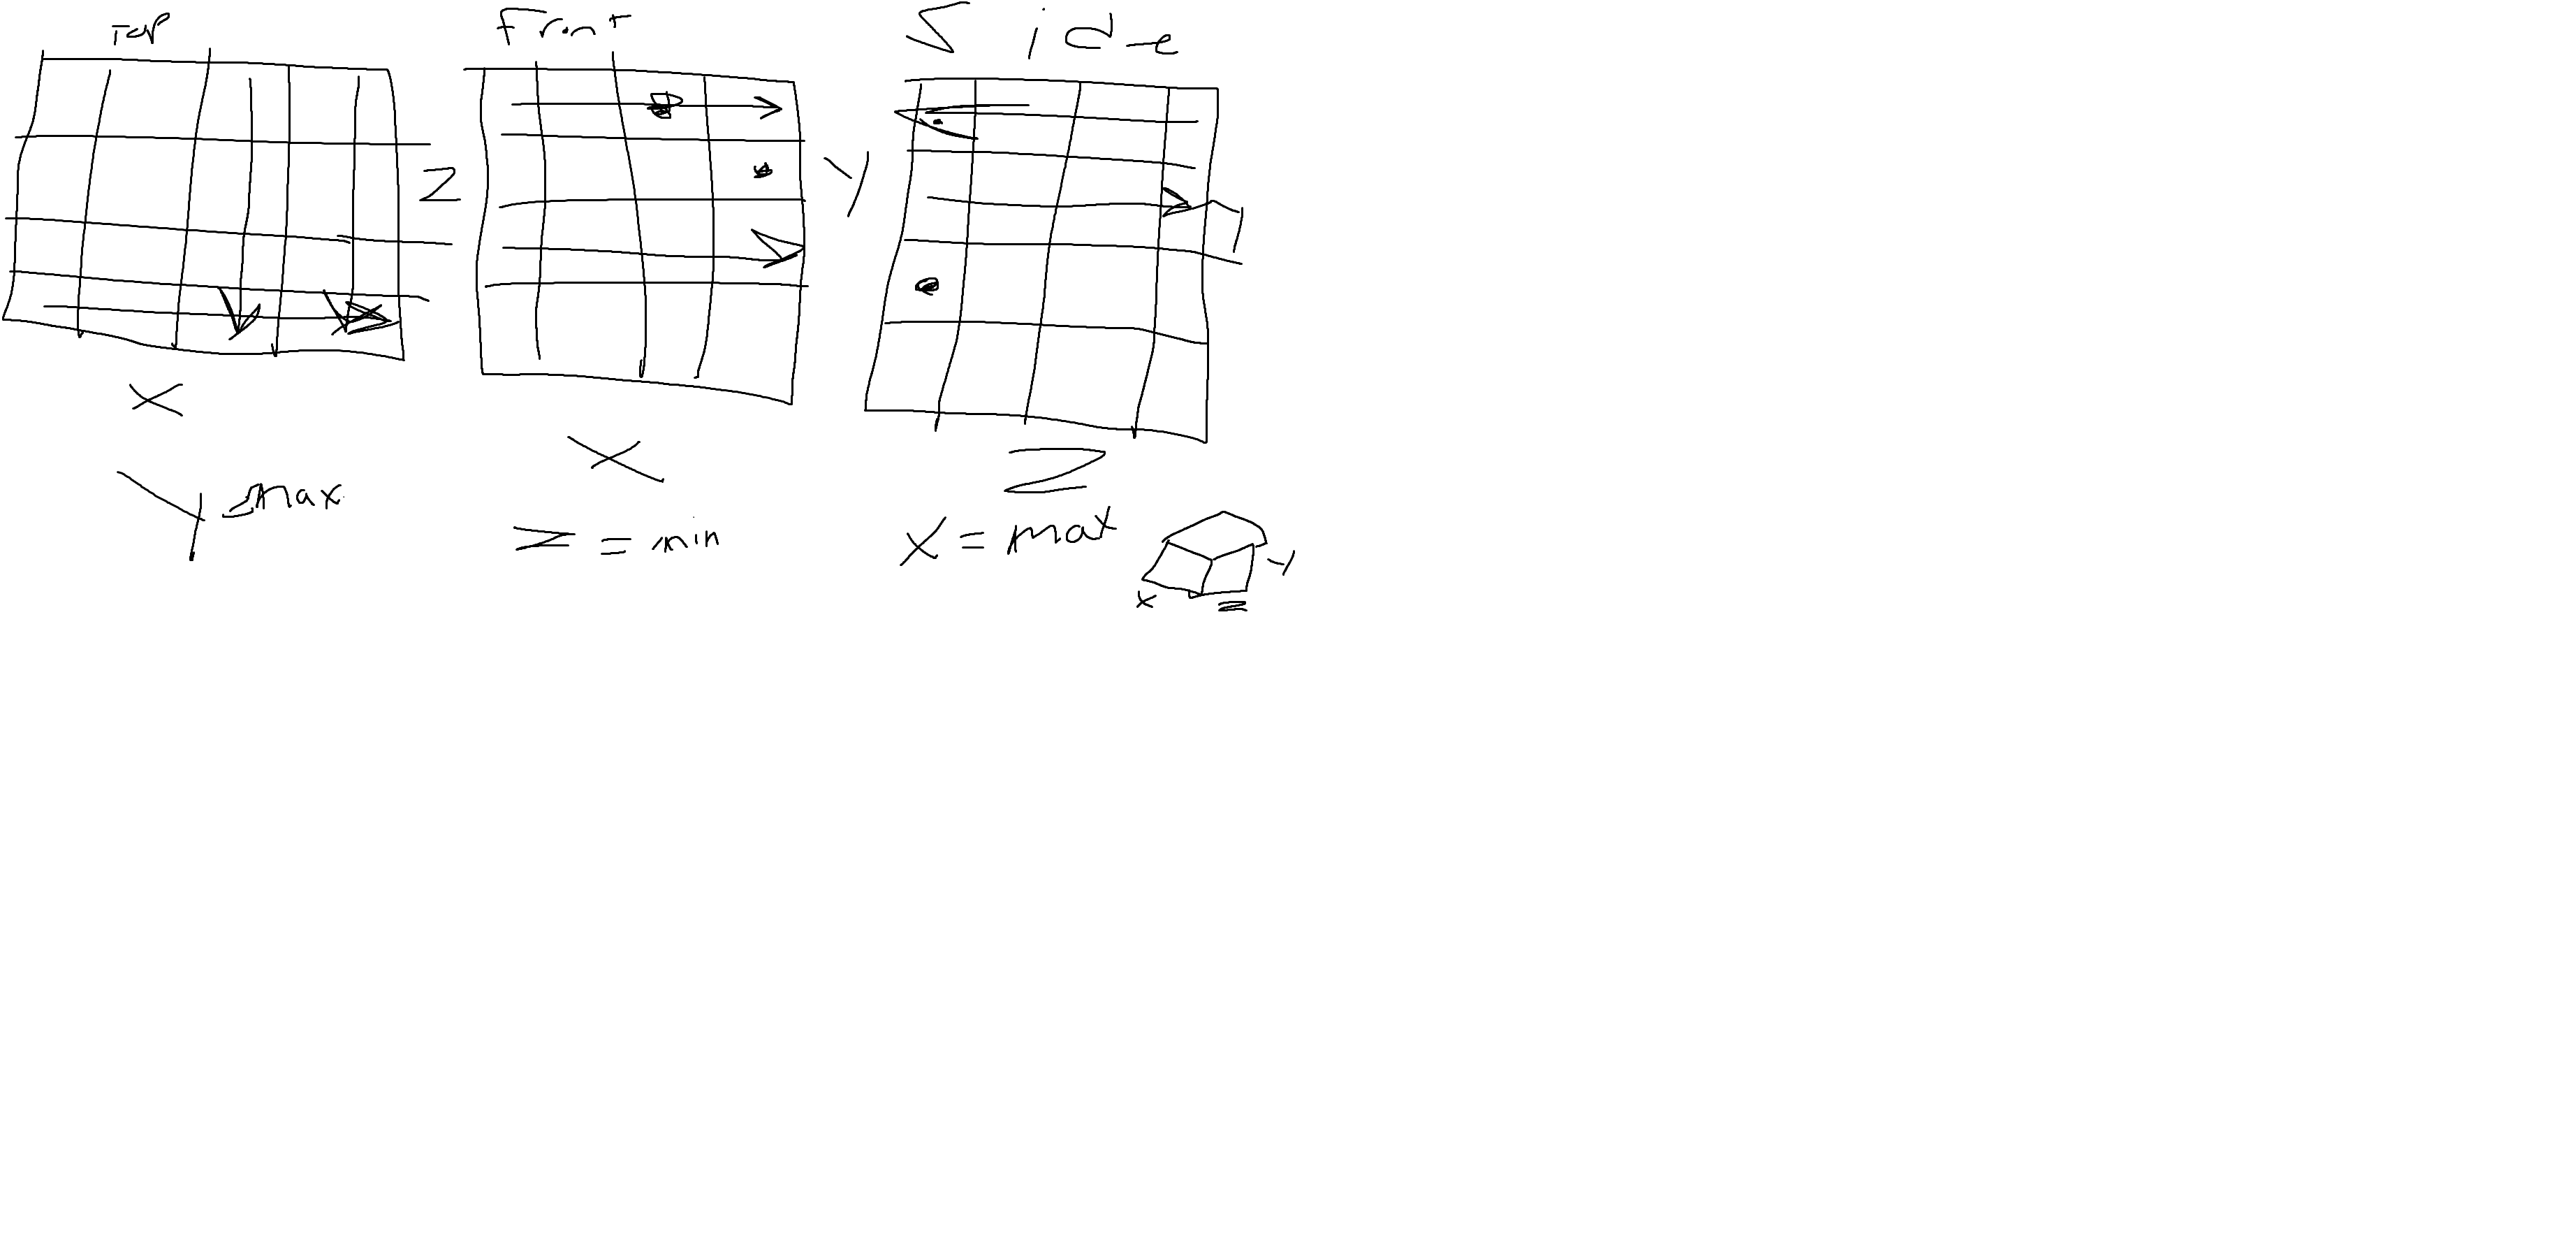 Top Front Side
Z Y Y
X X Z
Y = max Z = min X = max
Y
X Z